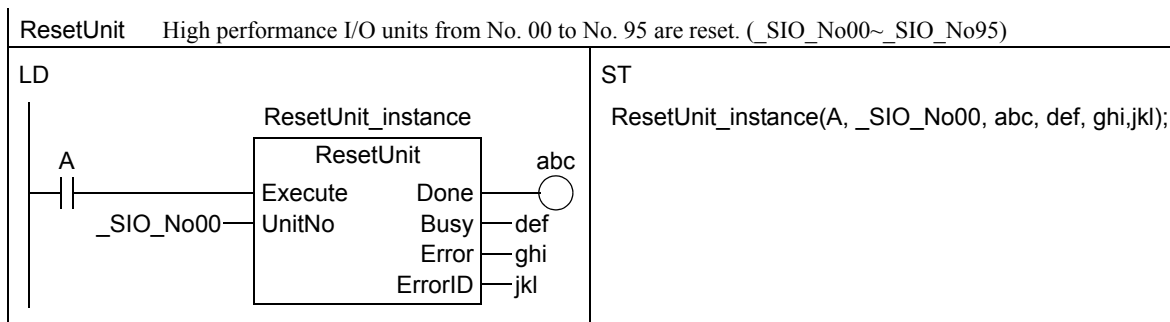 ResetUnit High performance I/O units from No. 00 to No. 95 are reset. (_SIO_No00~_SIO_No95)
LD
ResetUnit_instance
A
ResetUnit
abc
Execute Done
_SIO_No00 UnitNo Busy def
Error ghi
ErrorID jkl
ST
ResetUnit_instance(A, _SIO_No00, abc, def, ghi,jkl);